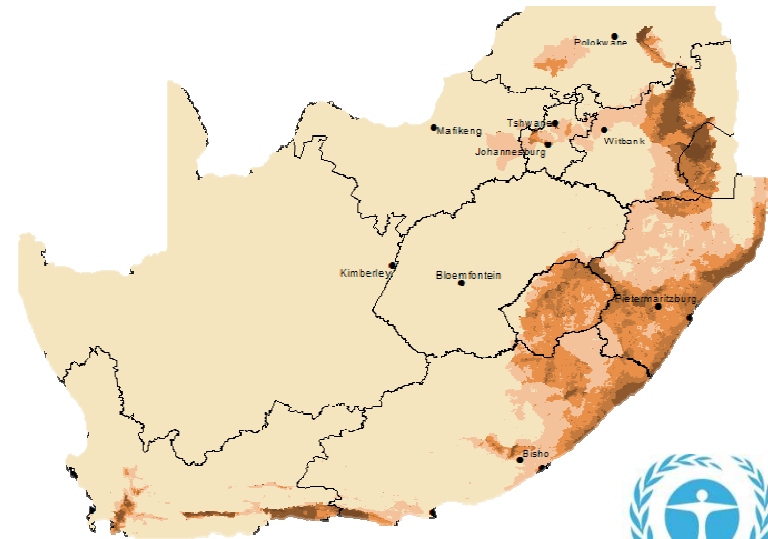 Polokwane
Mafikeng
Tshwane
Witbank
Johannesburg
Kimberley
Bloemfontein
Pietermaritzburg
Bisho